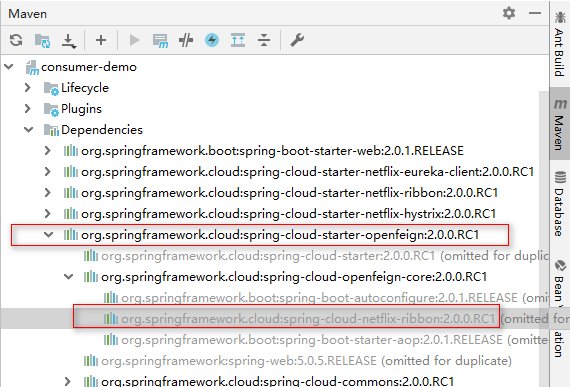 Maven
consumer-demo
Lifecycle
Plugins
Dependencies
org.springframework.boot:spring-boot-starter-web:2.0.1.RELEASE
org.springframework.cloud:spring-cloud-starter-netflix-eureka-client:2.0.0.RC1
org.springframework.cloud:spring-cloud-starter-netflix-ribbon:2.0.0.RC1
org.springframework.cloud:spring-cloud-starter-netflix-hystrix:2.0.0.RC1
org.springframework.cloud:spring-cloud-starter-openfeign:2.0.0.RC1
org.springframework.cloud:spring-cloud-starter:2.0.0.RC1 (omitted for duplic
org.springframework.cloud:spring-cloud-openfeign-core:2.0.0.RC1
org.springframework.boot:spring-boot-autoconfigure:2.0.1.RELEASE (omi
org.springframework.cloud:spring-cloud-netflix-ribbon:2.0.0.RC1 (omitted for
org.springframework.boot:spring-boot-starter-aop:2.0.1.RELEASE (omitt
org.springframework:spring-web:5.0.5.RELEASE (omitted for duplicate)
org.springframework.cloud:spring-cloud-commons:2.0.0.RC1
Ant Build
m Maven
Database
Bean V
ation